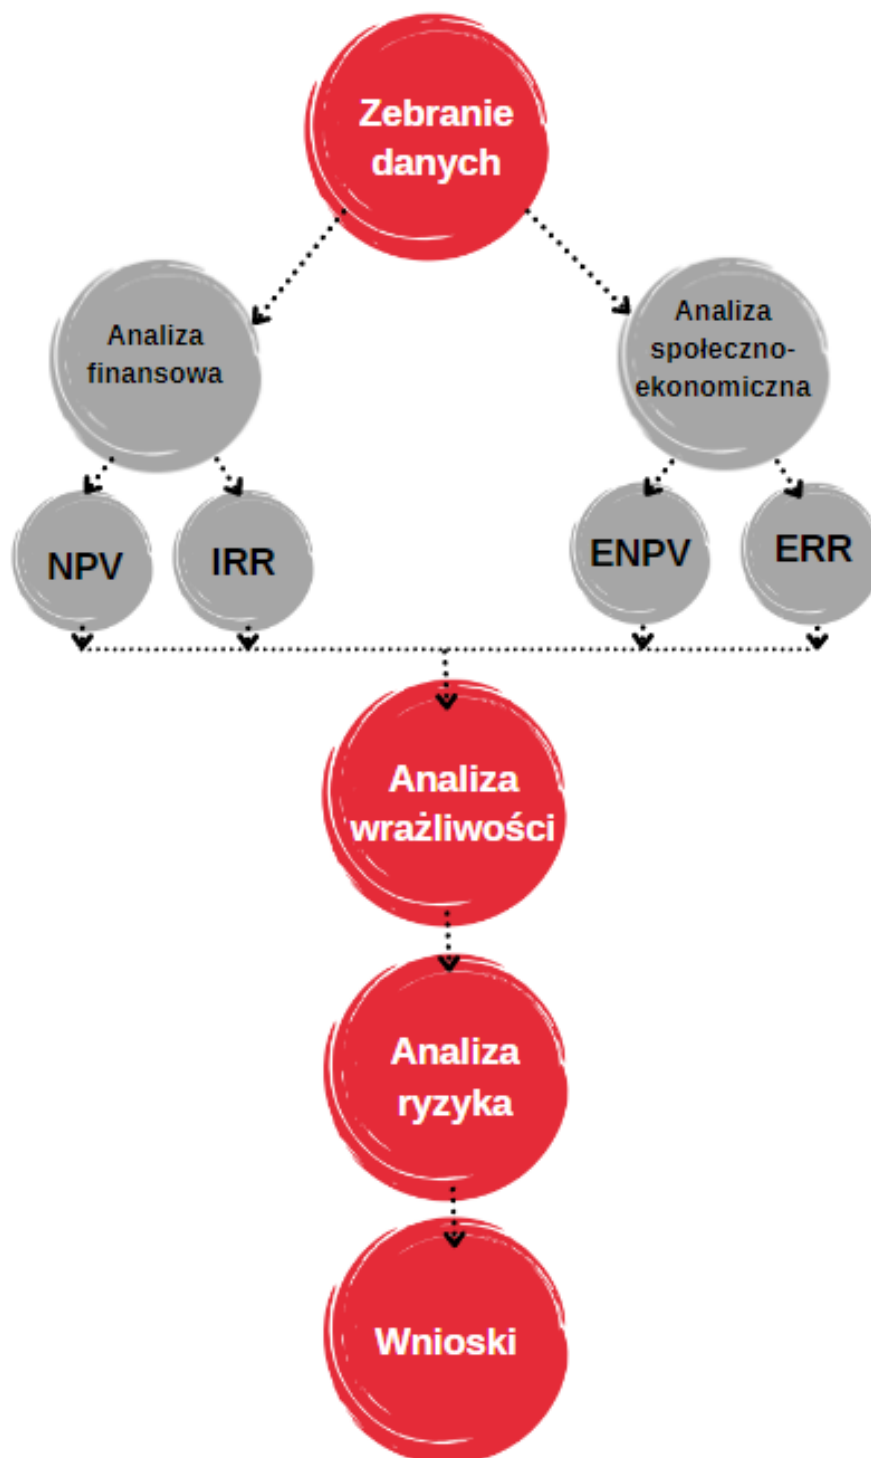 Zebranie
danych
Analiza
finansowa
Analiza
społeczno-
ekonomiczna
NPV
IRR
ENPV
ERR
Analiza
wrażliwości
Analiza
ryzyka
Wnioski